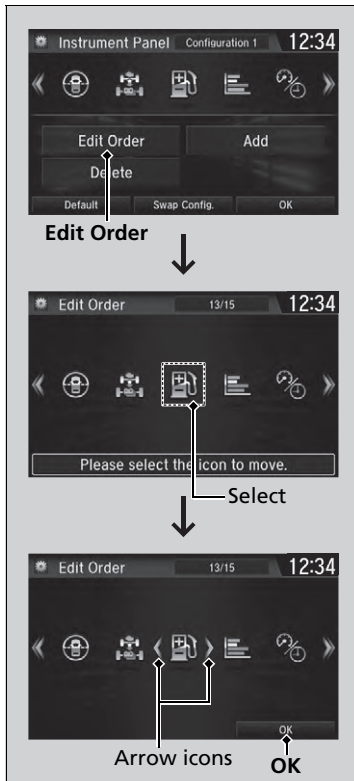 Instrument Panel Configuration 1 12:34
Edit Order Add
Delete
Default Swap Config. OK
Edit Order
Edit Order 13/15 12:34
Please select the icon to move.
Select
Edit Order 13/15 12:34
OK
Arrow icons OK